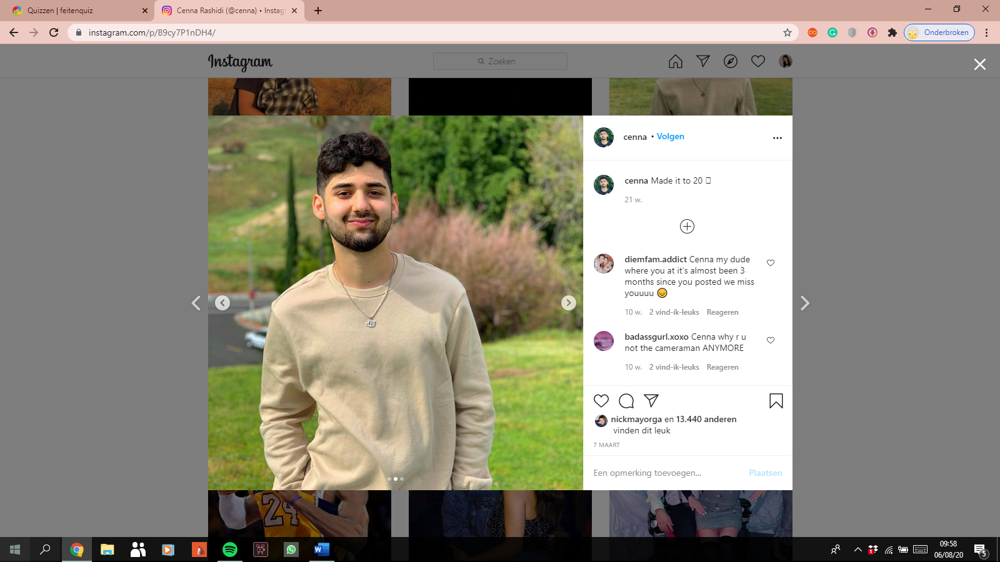 Quizzen | feitenquiz
Cenna Rashidi (@cenna) • Instag
instagram.com/p/B9cy7P1nDH4/
Onderbroken
Instagram
Zoeken
cenna • Volgen
cenna Made it to 20
21 w.
diemfam.addict Cenna my dude
where you at it's almost been 3
months since you posted we miss
youuuu 😞
10 w. 2 vind-ik-leuks Reageren
badassgurl.xoxo Cenna why r u
not the cameraman ANYMORE
10 w. 2 vind-ik-leuks Reageren
nickmayorga en 13.440 anderen
vinden dit leuk
7 MAART
Een opmerking toevoegen... Plaatsen
24
09:58
06/08/20
5